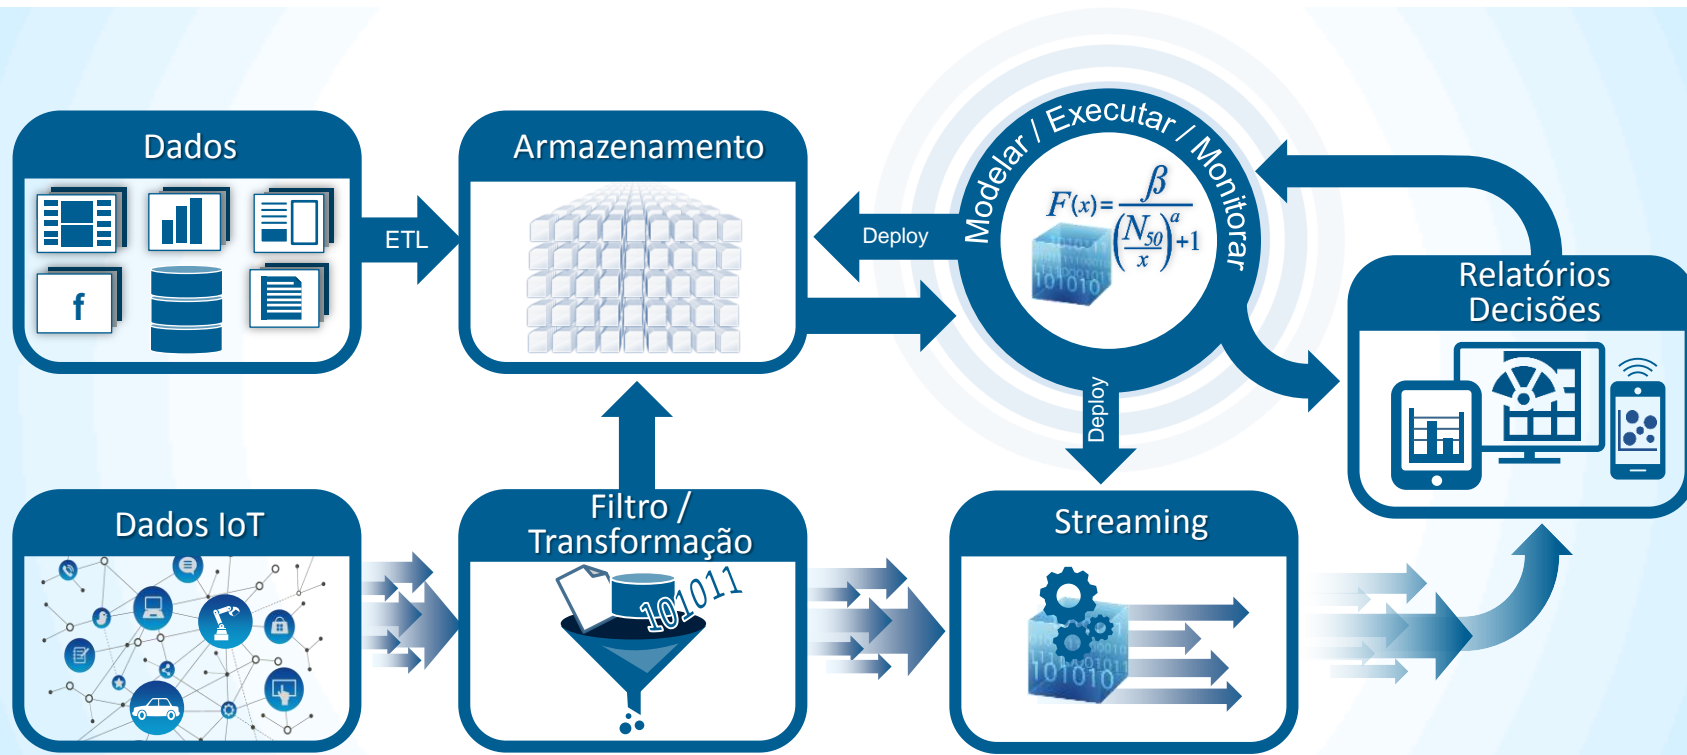 Dados
f
ETL
Armazenamento
Deploy
Modelar / Executar / Monitorar
F(x) = β / (N50 / x)^a + 1
101010
Deploy
Relatórios
Decisões
Dados IoT
Filtro /
Transformação
101011
Streaming
101010